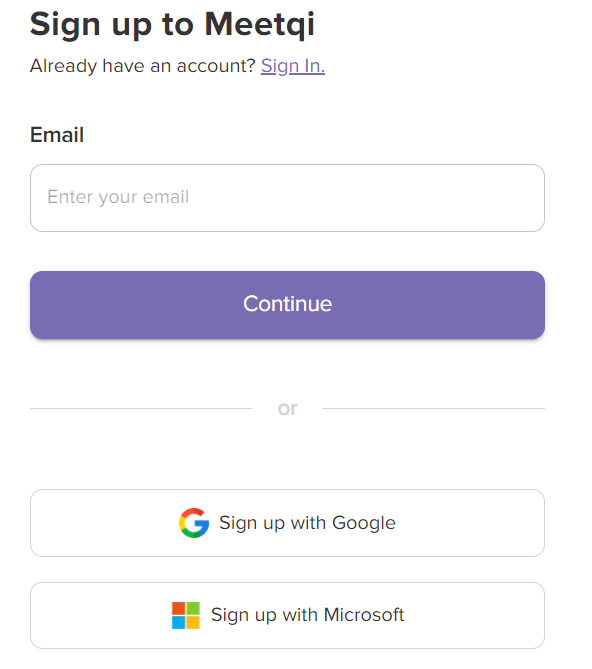 Sign up to Meetqi
Already have an account? Sign In.
Email
Enter your email
Continue
or
Sign up with Google
Sign up with Microsoft